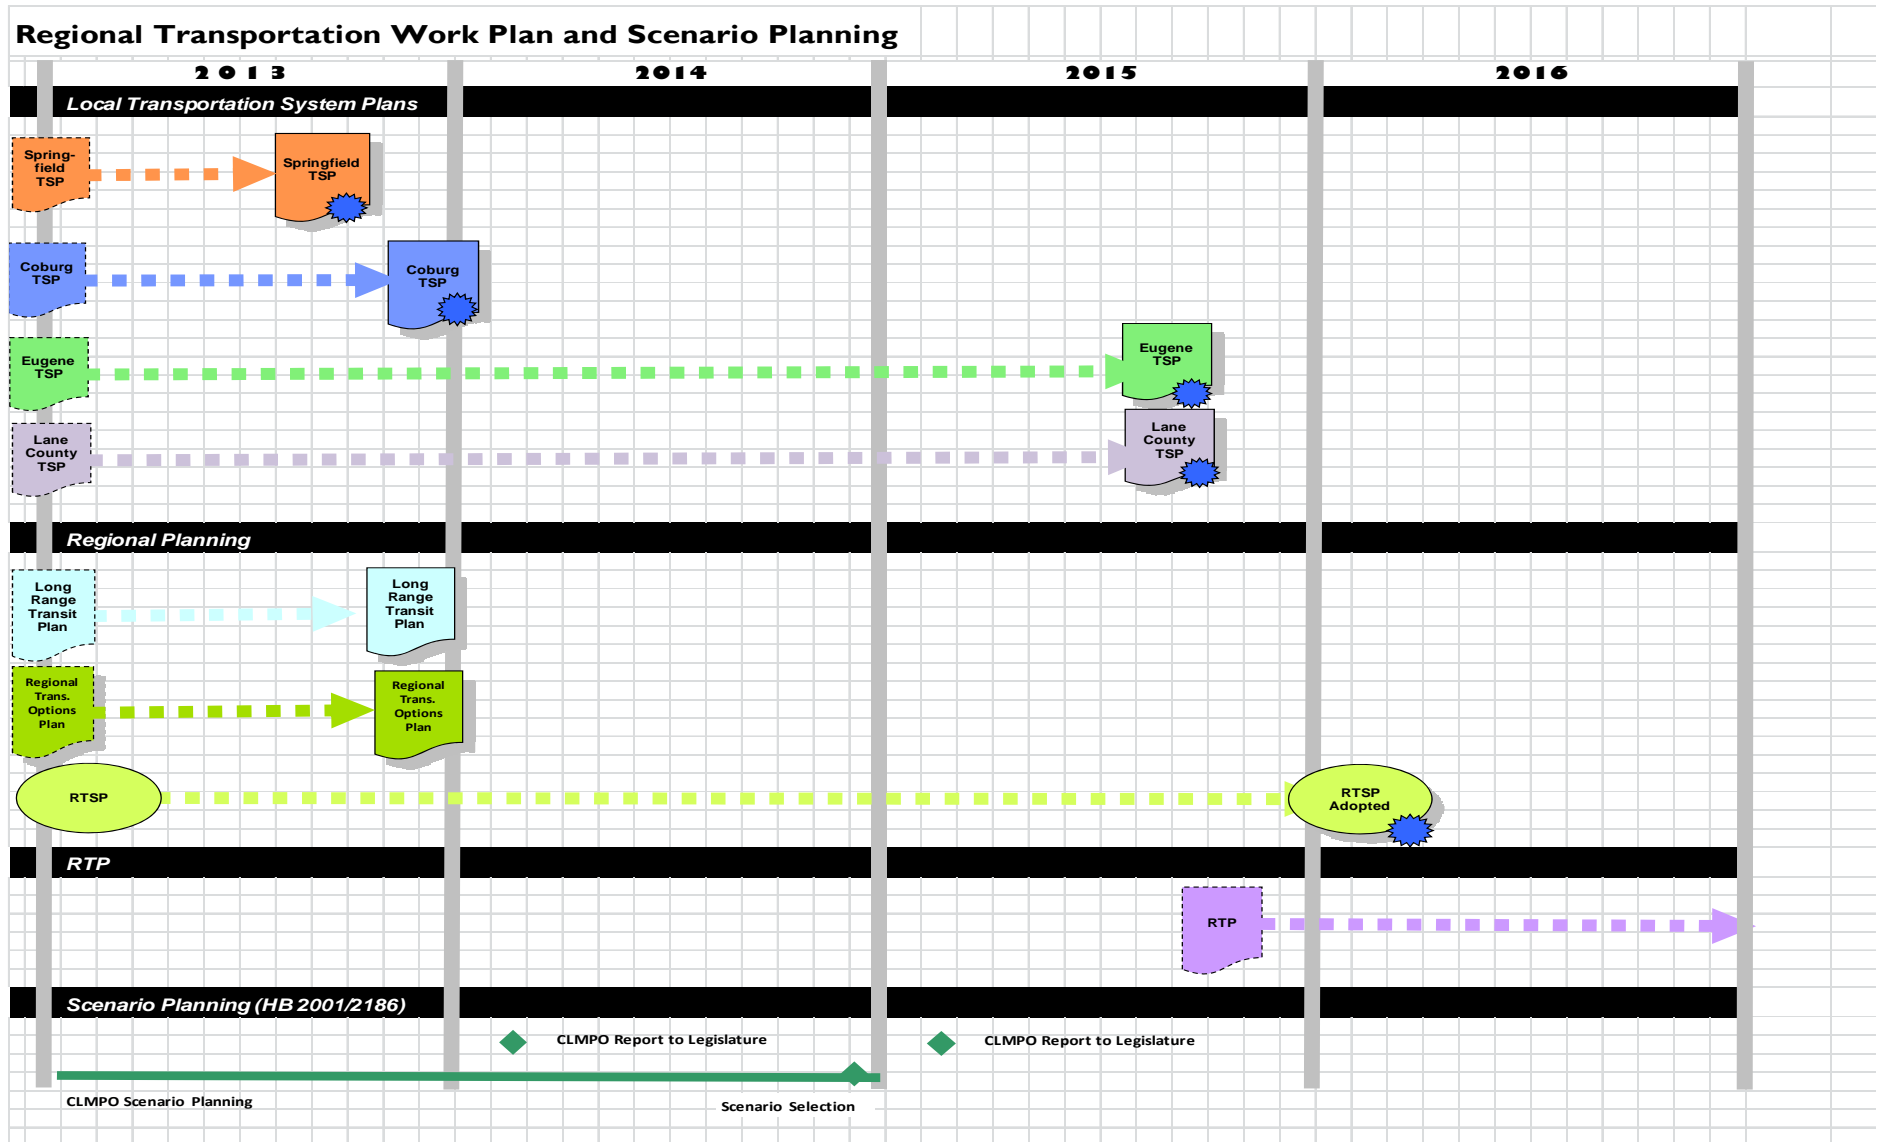 Regional Transportation Work Plan and Scenario Planning
2013 2014 2015 2016
Local Transportation System Plans
Spring-
field
TSP
Springfield
TSP
Coburg
TSP
Coburg
TSP
Eugene
TSP
Eugene
TSP
Lane
County
TSP
Lane
County
TSP
Regional Planning
Long
Range
Transit
Plan
Long
Range
Transit
Plan
Regional
Trans.
Options
Plan
Regional
Trans.
Options
Plan
RTSP
RTSP
Adopted
RTP
RTP
Scenario Planning (HB 2001/2186)
CLMPO Report to Legislature
CLMPO Report to Legislature
CLMPO Scenario Planning
Scenario Selection